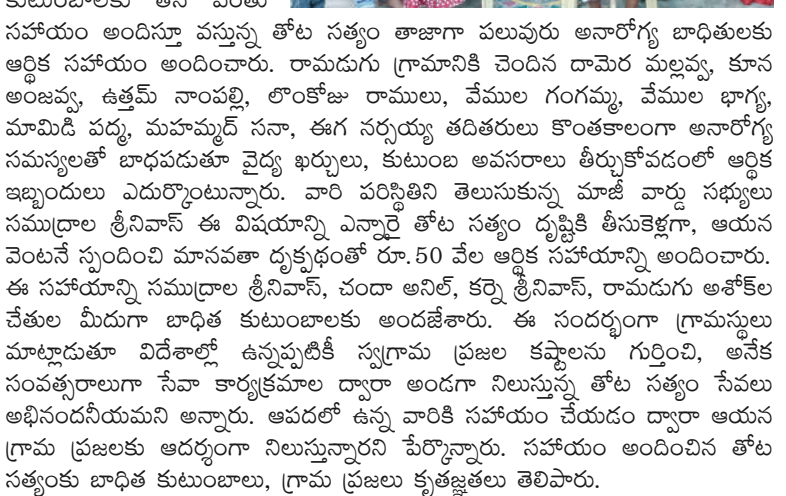 కుటుంబాలకు తన వంతు
సహాయం అందిస్తూ వస్తున్న తోట సత్యం తాజాగా పలువురు అనారోగ్య బాధితులకు
ఆర్థిక సహాయం అందించారు. రామడుగు గ్రామానికి చెందిన దామెర మల్లవ్వ, కూన
అంజవ్వ, ఉత్తమ్ నాంపల్లి, లొంకోజు రాములు, వేముల గంగమ్మ, వేముల భాగ్య,
మామిడి పద్మ, మహమ్మద్ సనా, ఈగ నర్సయ్య తదితరులు కొంతకాలంగా అనారోగ్య
సమస్యలతో బాధపడుతూ వైద్య ఖర్చులు, కుటుంబ అవసరాలు తీర్చుకోవడంలో ఆర్థిక
ఇబ్బందులు ఎదుర్కొంటున్నారు. వారి పరిస్థితిని తెలుసుకున్న మాజీ వార్డు సభ్యులు
సముద్రాల శ్రీనివాస్ ఈ విషయాన్ని ఎన్నారై తోట సత్యం దృష్టికి తీసుకెళ్లగా, ఆయన
వెంటనే స్పందించి మానవతా దృక్పథంతో రూ.50 వేల ఆర్థిక సహాయాన్ని అందించారు.
ఈ సహాయాన్ని సముద్రాల శ్రీనివాస్, చందా అనిల్, కర్నె శ్రీనివాస్, రామడుగు అశోక్‌ల
చేతుల మీదుగా బాధిత కుటుంబాలకు అందజేశారు. ఈ సందర్భంగా గ్రామస్థులు
మాట్లాడుతూ విదేశాల్లో ఉన్నప్పటికీ స్వగ్రామ ప్రజల కష్టాలను గుర్తించి, అనేక
సంవత్సరాలుగా సేవా కార్యక్రమాల ద్వారా అండగా నిలుస్తున్న తోట సత్యం సేవలు
అభినందనీయమని అన్నారు. ఆపదలో ఉన్న వారికి సహాయం చేయడం ద్వారా ఆయన
గ్రామ ప్రజలకు ఆదర్శంగా నిలుస్తున్నారని పేర్కొన్నారు. సహాయం అందించిన తోట
సత్యంకు బాధిత కుటుంబాలు, గ్రామ ప్రజలు కృతజ్ఞతలు తెలిపారు.